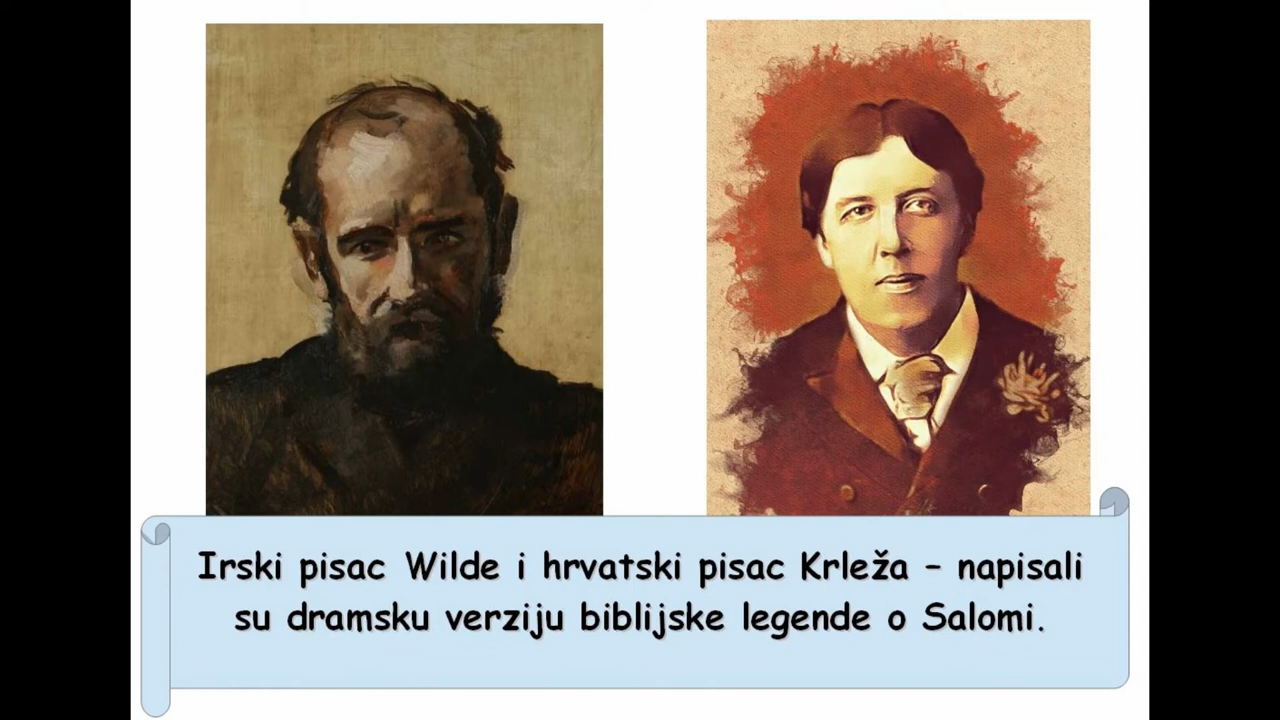 Irski pisac Wilde i hrvatski pisac Krleža – napisali
su dramsku verziju biblijske legende o Salomi.